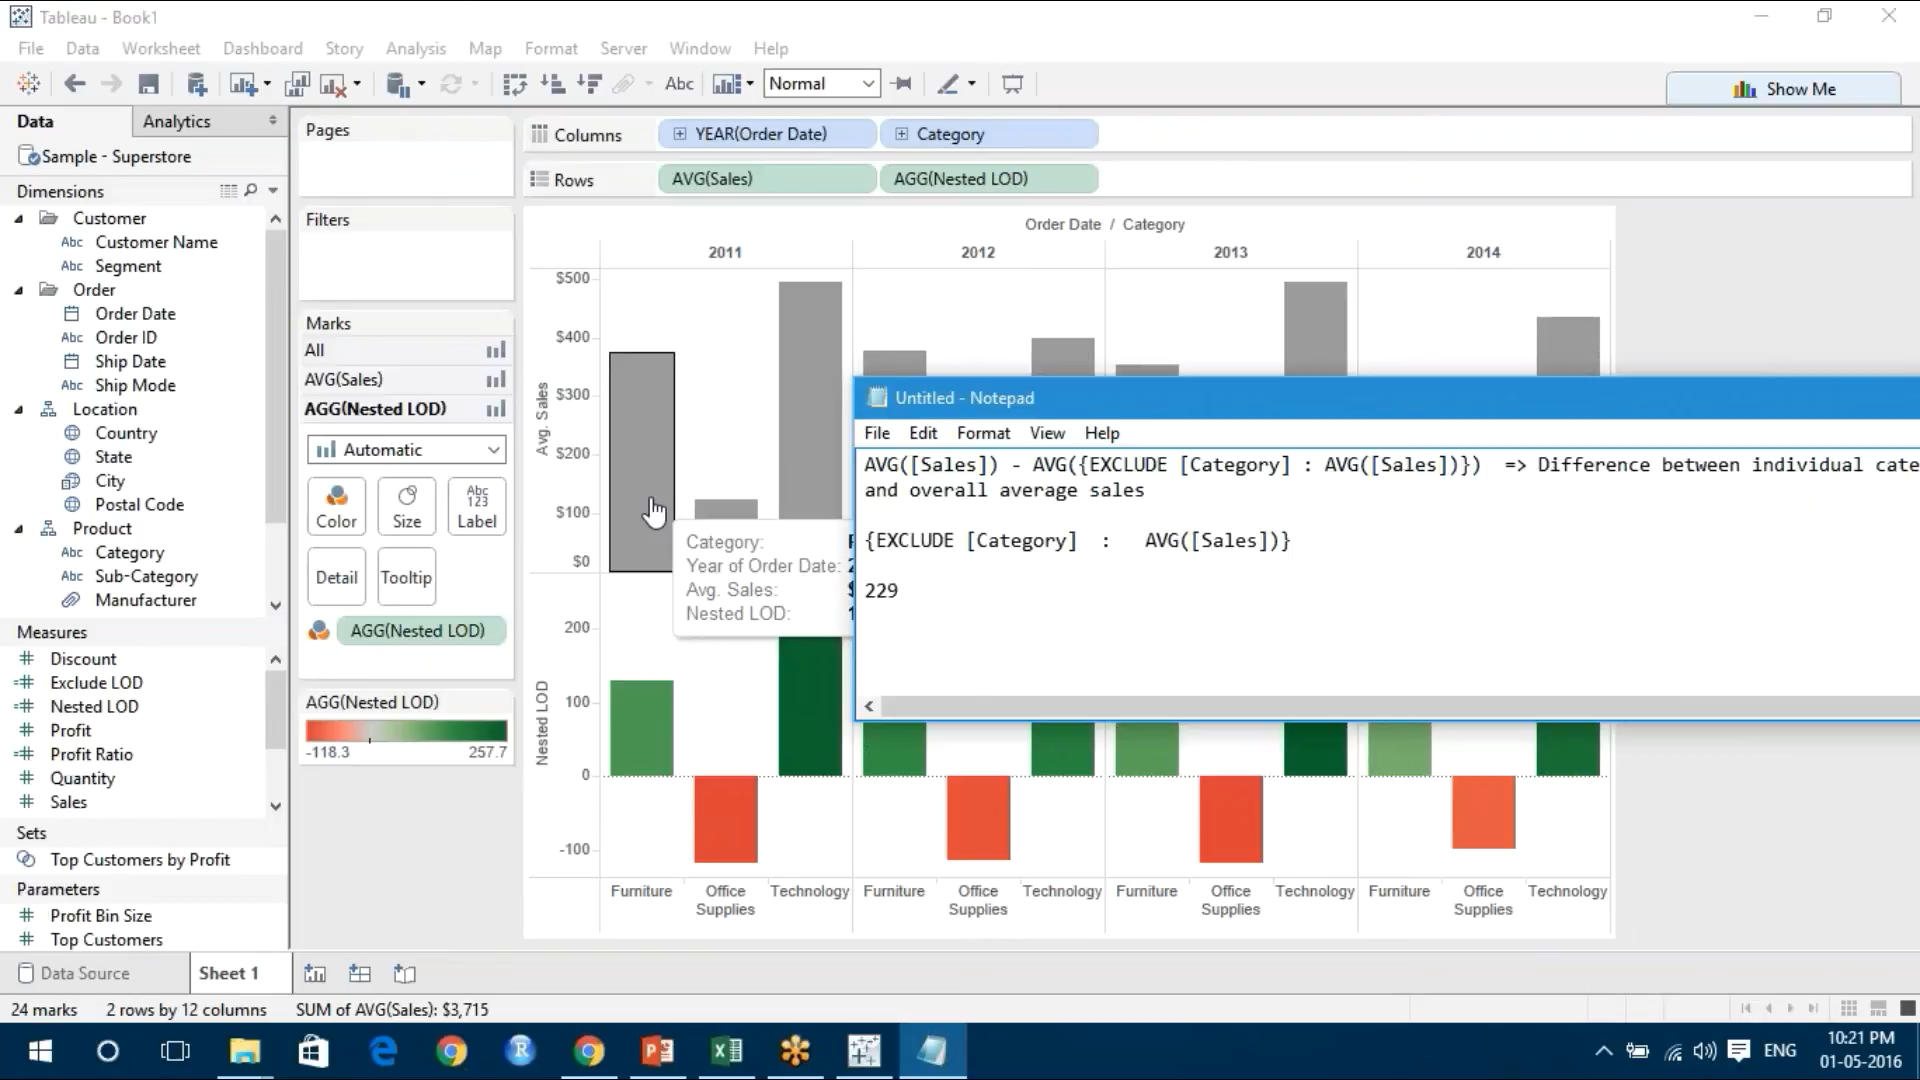 Tableau - Book1
File Data Worksheet Dashboard Story Analysis Map Format Server Window Help
Abc Normal Show Me
Data Analytics
Sample - Superstore
Dimensions
Customer
Abc Customer Name
Abc Segment
Order
Order Date
Abc Order ID
Ship Date
Abc Ship Mode
Location
Country
State
City
Postal Code
Product
Abc Category
Abc Sub-Category
Manufacturer
Measures
Discount
Exclude LOD
Nested LOD
Profit
Profit Ratio
Quantity
Sales
Sets
Top Customers by Profit
Parameters
Profit Bin Size
Top Customers
Pages
Filters
Marks
All
AVG(Sales)
AGG(Nested LOD)
Automatic
Color Size Abc 123 Label
Detail Tooltip
AGG(Nested LOD)
AGG(Nested LOD)
-118.3 257.7
Columns YEAR(Order Date) Category
Rows AVG(Sales) AGG(Nested LOD)
Order Date / Category
2011 2012 2013 2014
Avg. Sales
$500
$400
$300
$200
$100
$0
Nested LOD
200
100
0
-100
Category:
Year of Order Date:
Avg. Sales:
Nested LOD:
Untitled - Notepad
File Edit Format View Help
AVG([Sales]) - AVG({EXCLUDE [Category] : AVG([Sales])}) => Difference between individual cate
and overall average sales
{EXCLUDE [Category] : AVG([Sales])}
229
Furniture Office Supplies Technology Furniture Office Supplies Technology Furniture Office Supplies Technology Furniture Office Supplies Technology
Data Source Sheet 1
24 marks 2 rows by 12 columns SUM of AVG(Sales): $3,715
ENG 10:21 PM
01-05-2016